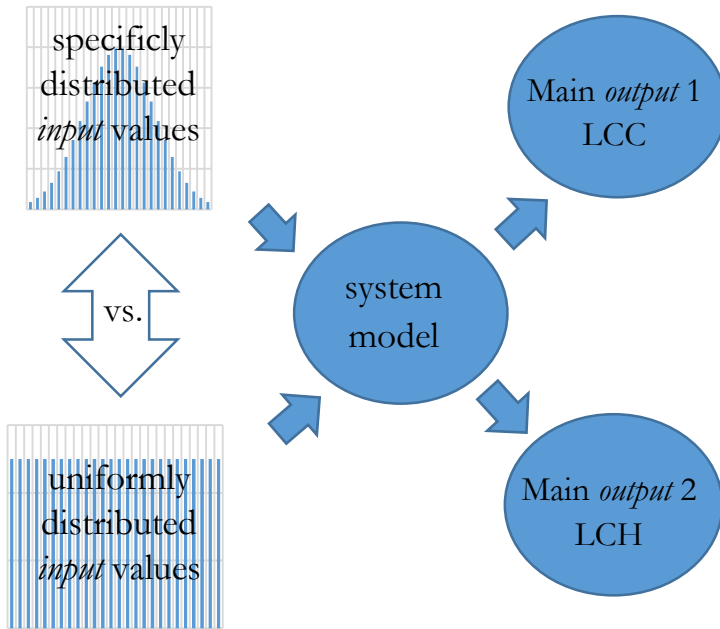 specificly
distributed
input values
vs.
uniformly
distributed
input values
system
model
Main output 1
LCC
Main output 2
LCH